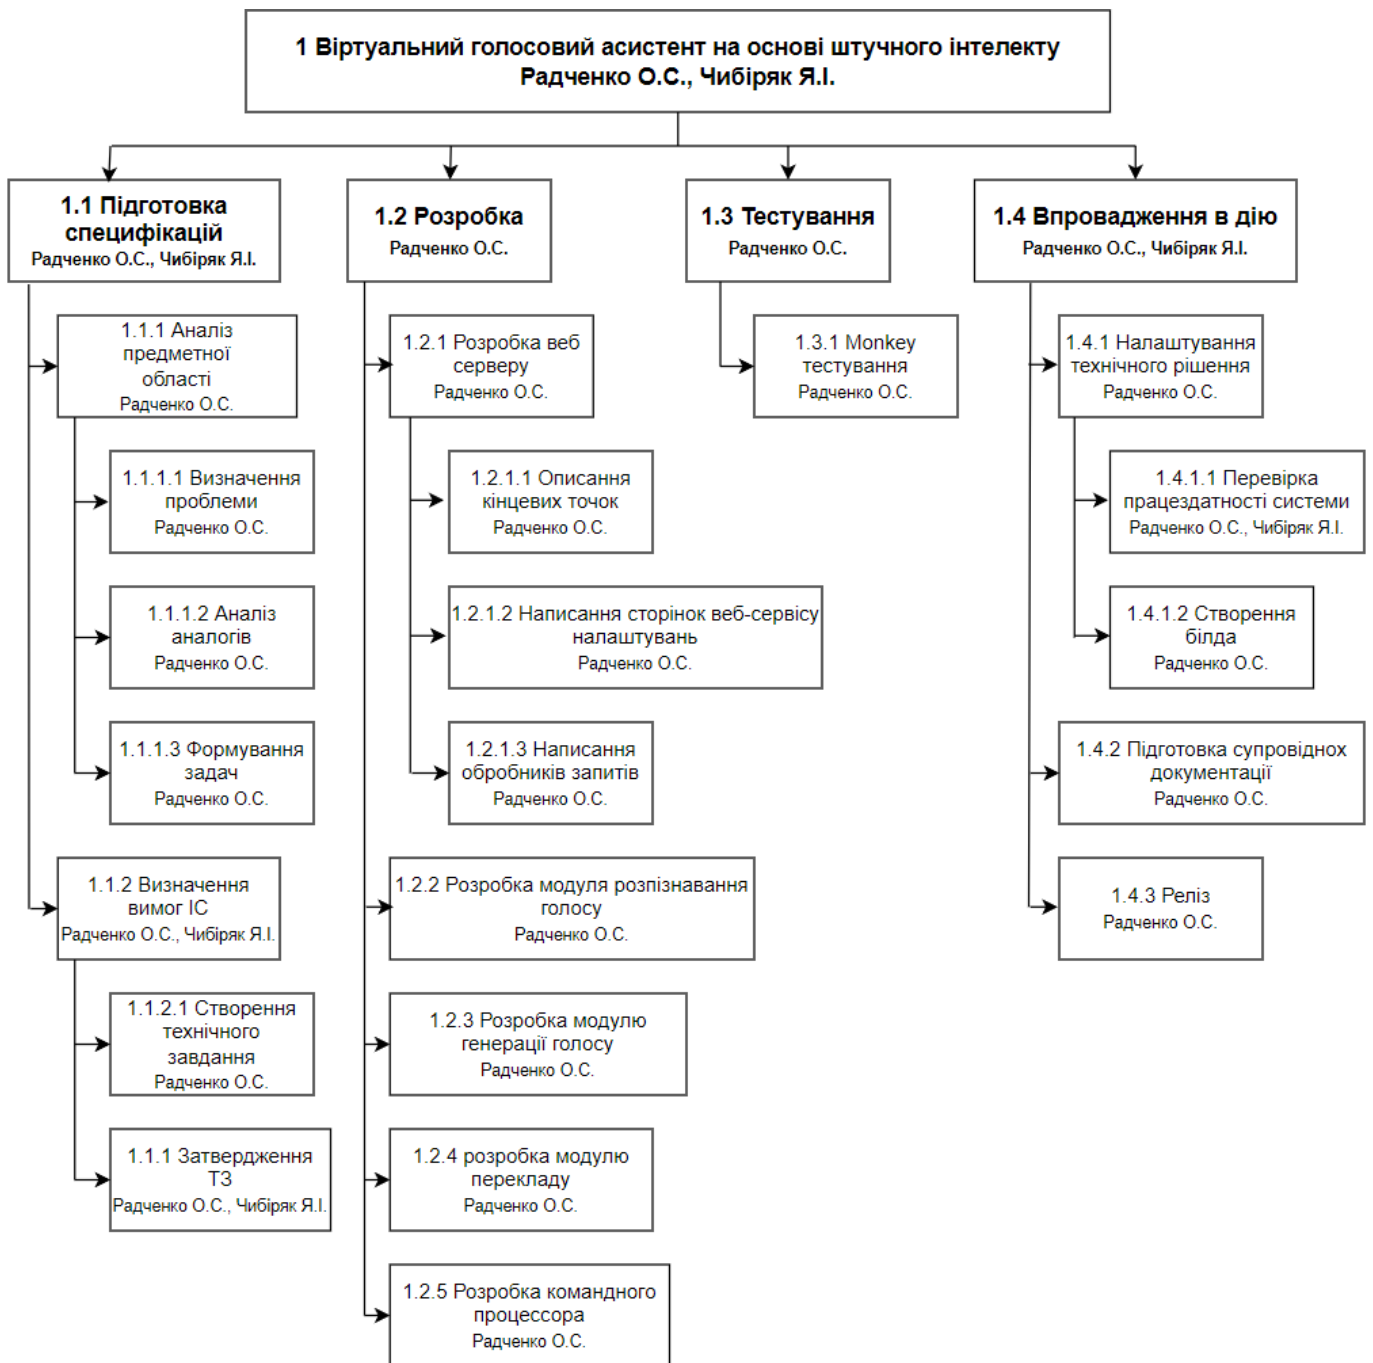 1 Віртуальний голосовий асистент на основі штучного інтелекту
Радченко О.С., Чибіряк Я.І.
1.1 Підготовка
специфікацій
Радченко О.С., Чибіряк Я.І.
1.1.1 Аналіз
предметної
області
Радченко О.С.
1.1.1.1 Визначення
проблеми
Радченко О.С.
1.1.1.2 Аналіз
аналогів
Радченко О.С.
1.1.1.3 Формування
задач
Радченко О.С.
1.1.2 Визначення
вимог ІС
Радченко О.С., Чибіряк Я.І.
1.1.2.1 Створення
технічного
завдання
Радченко О.С.
1.1.1 Затвердження
ТЗ
Радченко О.С., Чибіряк Я.І.
1.2 Розробка
Радченко О.С.
1.2.1 Розробка веб
серверу
Радченко О.С.
1.2.1.1 Описання
кінцевих точок
Радченко О.С.
1.2.1.2 Написання сторінок веб-сервісу
налаштувань
Радченко О.С.
1.2.1.3 Написання
обробників запитів
Радченко О.С.
1.2.2 Розробка модуля розпізнавання
голосу
Радченко О.С.
1.2.3 Розробка модулю
генерації голосу
Радченко О.С.
1.2.4 розробка модулю
перекладу
Радченко О.С.
1.2.5 Розробка командного
процессора
Радченко О.С.
1.3 Тестування
Радченко О.С.
1.3.1 Monkey
тестування
Радченко О.С.
1.4 Впровадження в дію
Радченко О.С., Чибіряк Я.І.
1.4.1 Налаштування
технічного рішення
Радченко О.С.
1.4.1.1 Перевірка
працездатності системи
Радченко О.С., Чибіряк Я.І.
1.4.1.2 Створення
білда
Радченко О.С.
1.4.2 Підготовка супровіднох
документації
Радченко О.С.
1.4.3 Реліз
Радченко О.С.